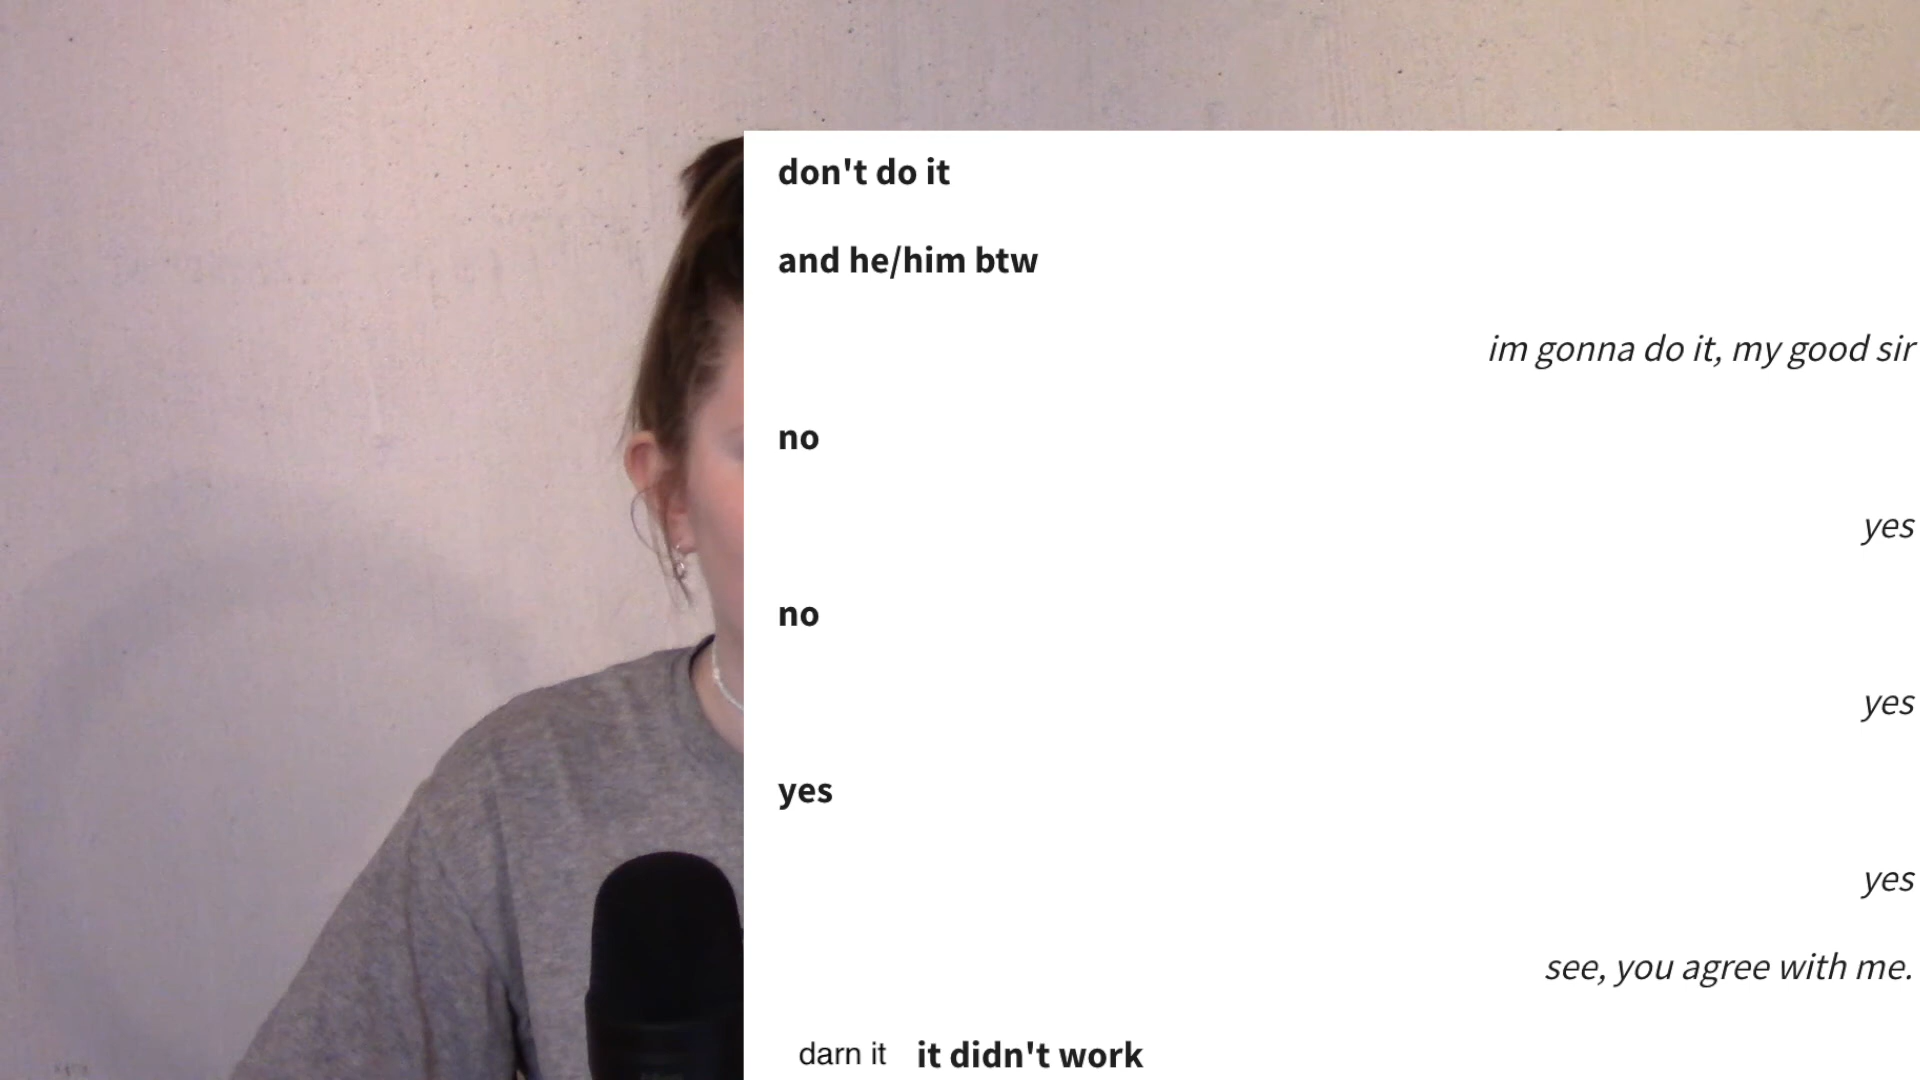 don't do it
and he/him btw
im gonna do it, my good sir
no
yes
no
yes
yes
yes
see, you agree with me.
darn it it didn't work